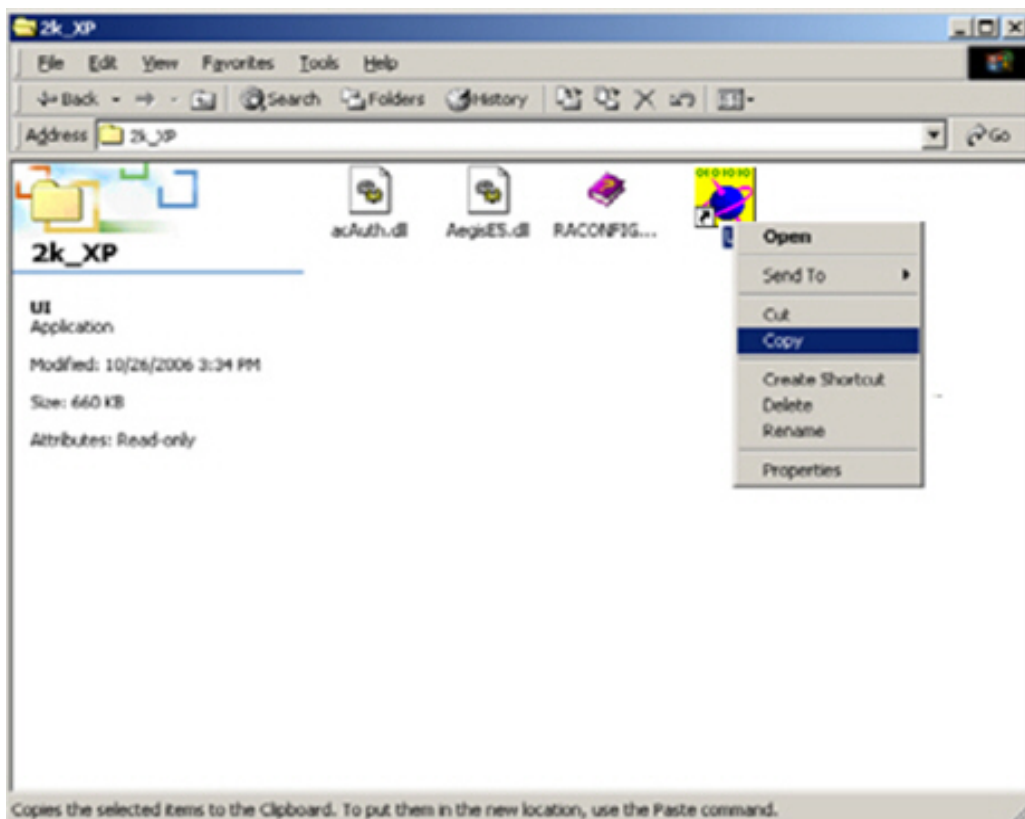 2k_XP
File Edit View Favorites Tools Help
Back Search Folders History
Address 2k_XP Go
acAuth.dll AegisE5.dll RACONFIG...
0101010
2k_XP
UI
Application
Modified: 10/26/2006 3:34 PM
Size: 660 KB
Attributes: Read-only
Open
Send To
Cut
Copy
Create Shortcut
Delete
Rename
Properties
Copies the selected items to the Clipboard. To put them in the new location, use the Paste command.